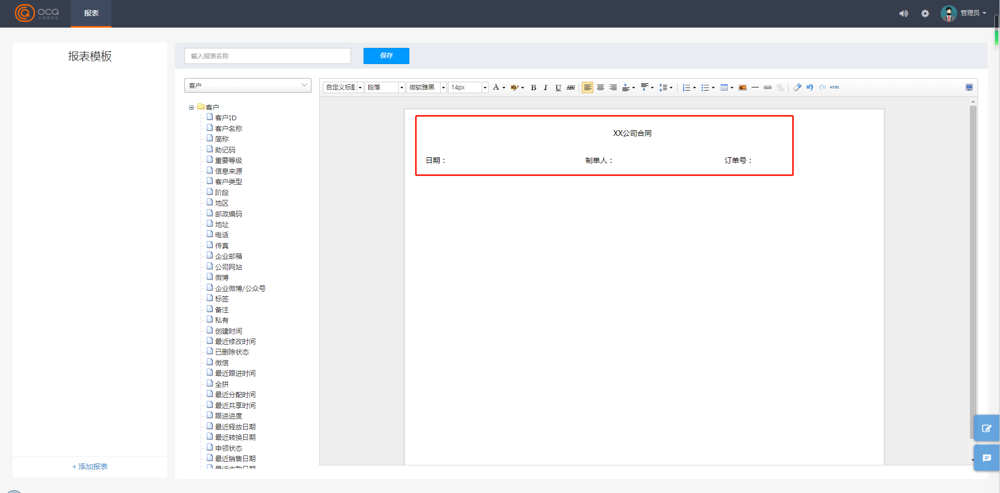 OCQ
报表
管理员
报表模板
+ 添加报表
输入报表名称
保存
客户
自定义标题
段落
微软雅黑
14px
A
ab
B
I
U
ABC
HTML
客户
客户ID
客户名称
简称
助记码
重要等级
信息来源
客户类型
阶段
地区
邮政编码
地址
电话
传真
企业邮箱
公司网站
微博
企业微博/公众号
标签
备注
私有
创建时间
最近修改时间
已删除状态
微信
最近跟进时间
全拼
最近分配时间
最近共享时间
跟进进度
最近释放日期
最近转换日期
申领状态
最近销售日期
最近收款日期
XX公司合同
日期：
制单人：
订单号：